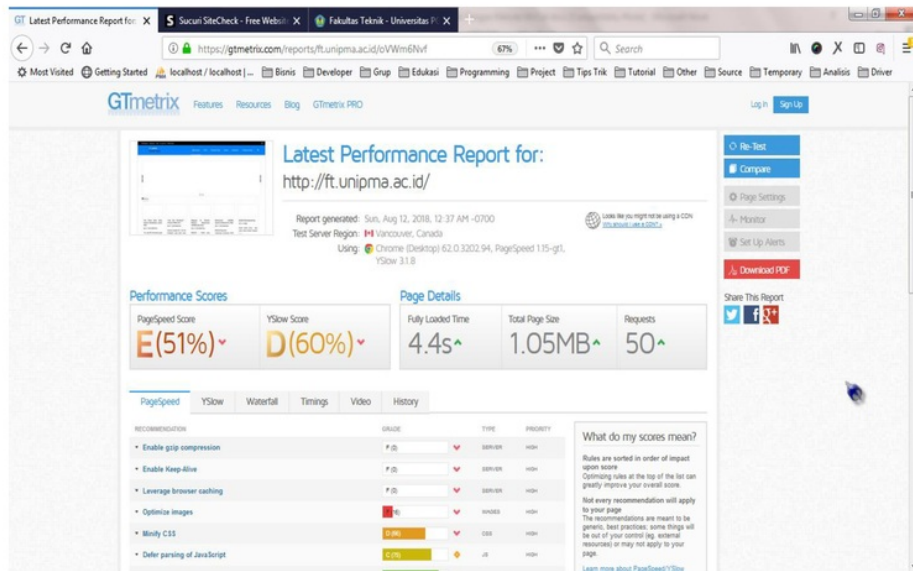 GT Latest Performance Report for: X
S Sucuri SiteCheck - Free Websit X
Fakultas Teknik - Universitas P X
https://gtmetrix.com/reports/ft.unipma.ac.id/oVWm6Nvf
67%
Search
Most Visited Getting Started localhost / localhost | ... Bisnis Developer Grup Edukasi Programming Project Tips Trik Tutorial Other Source Temporary Analisis Driver
GTmetrix Features Resources Blog GTmetrix PRO Log In Sign Up
Latest Performance Report for:
http://ft.unipma.ac.id/
Report generated: Sun, Aug 12, 2018, 12:37 AM -0700
Test Server Region: Vancouver, Canada
Using: Chrome (Desktop) 62.0.3202.94, PageSpeed 1.15-gt1,
YSlow 3.1.8
Looks like you might not be using a CDN
Why should I use a CDN?
Re-Test
Compare
Page Settings
Monitor
Set Up Alerts
Download PDF
Share This Report
Performance Scores
PageSpeed Score YSlow Score
E(51%) D(60%)
Page Details
Fully Loaded Time Total Page Size Requests
4.4s 1.05MB 50
PageSpeed YSlow Waterfall Timings Video History
RECOMMENDATION GRADE TYPE PRIORITY
Enable gzip compression F (0) SERVER HIGH
Enable Keep-Alive F (0) SERVER HIGH
Leverage browser caching F (0) SERVER HIGH
Optimize images IMAGES HIGH
Minify CSS CSS HIGH
Defer parsing of JavaScript JS HIGH
What do my scores mean?
Rules are sorted in order of impact
upon score
Optimizing rules at the top of the list can
greatly improve your overall score.
Not every recommendation will apply
to your page
The recommendations are meant to be
generic, best practices; some things will
be out of your control (eg. external
resources) or may not apply to your
page.
Learn more about PageSpeed/YSlow